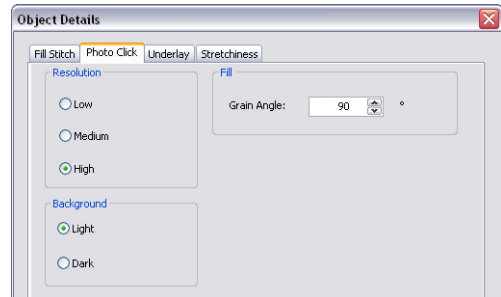 Object Details
Fill Stitch Photo Click Underlay Stretchiness
Resolution
Low
Medium
High
Background
Light
Dark
Fill
Grain Angle: 90 °